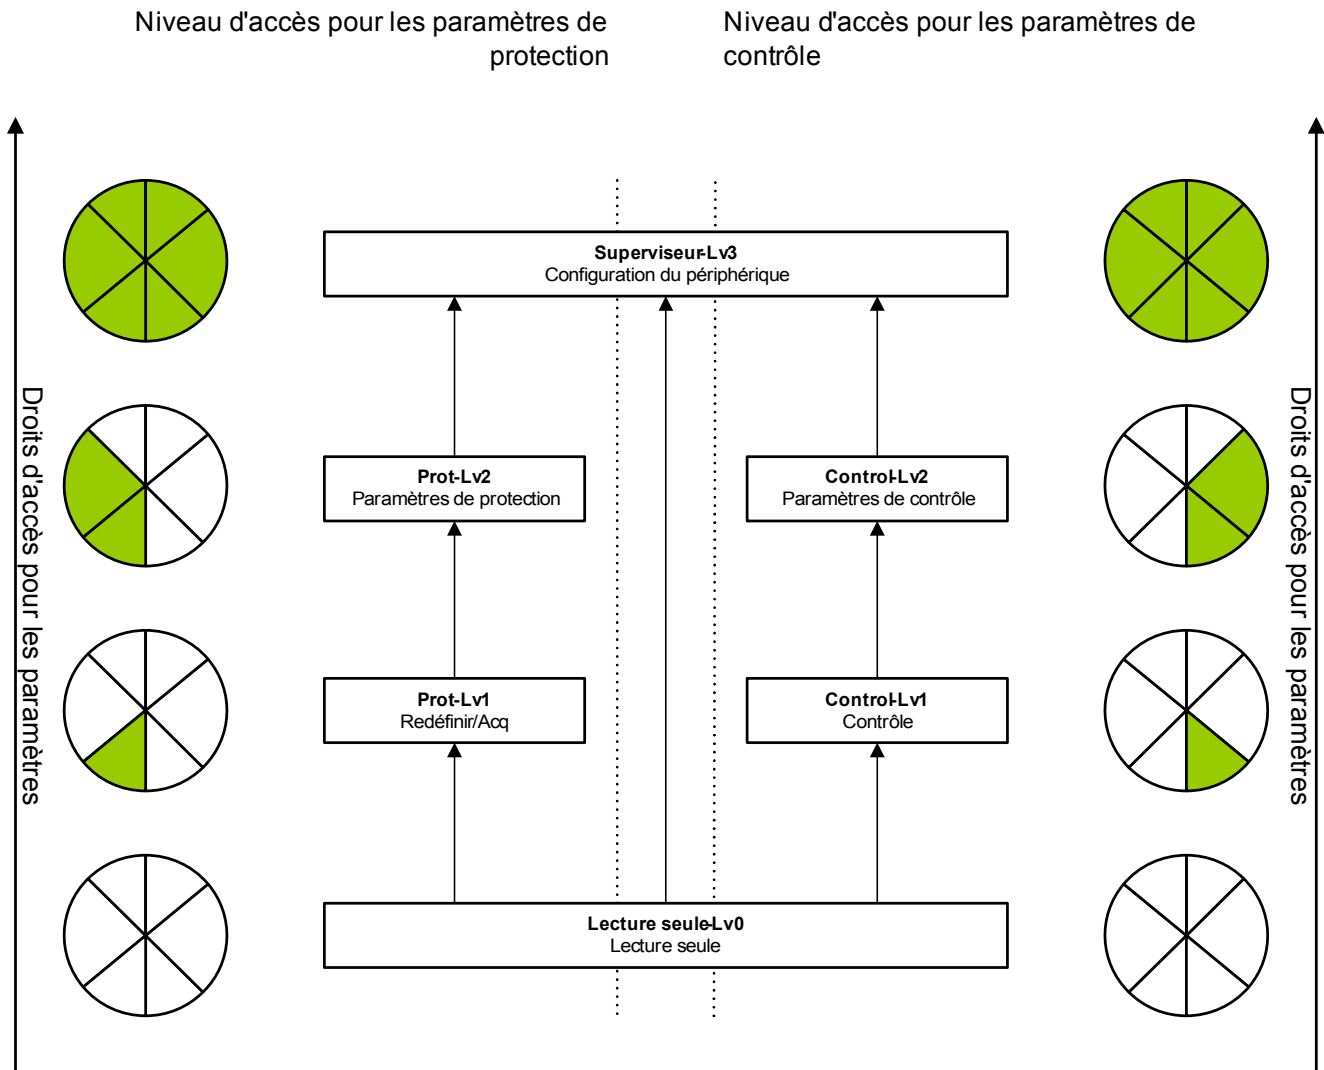 Niveau d'accès pour les paramètres de
protection
Niveau d'accès pour les paramètres de
contrôle
Droits d'accès pour les paramètres
Superviseur-Lv3
Configuration du périphérique
Prot-Lv2
Paramètres de protection
Control-Lv2
Paramètres de contrôle
Prot-Lv1
Redéfinir/Acq
Control-Lv1
Contrôle
Lecture seule-Lv0
Lecture seule
Droits d'accès pour les paramètres